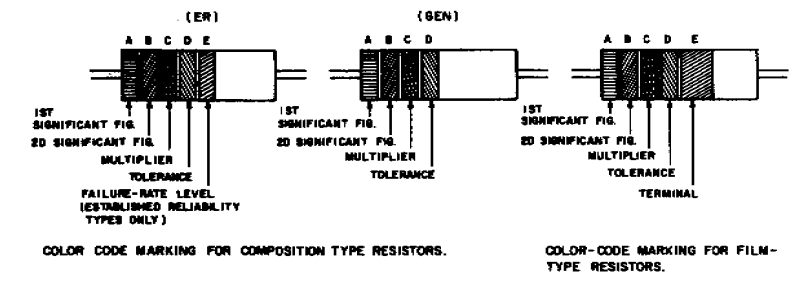 (ER)
A B C D E
1ST
SIGNIFICANT FIG.
2D SIGNIFICANT FIG.
MULTIPLIER
TOLERANCE
FAILURE-RATE LEVEL
(ESTABLISHED RELIABILITY
TYPES ONLY)
(GEN)
A B C D
1ST
SIGNIFICANT FIG.
2D SIGNIFICANT FIG.
MULTIPLIER
TOLERANCE
COLOR CODE MARKING FOR COMPOSITION TYPE RESISTORS.
A B C D E
1ST
SIGNIFICANT FIG.
2D SIGNIFICANT FIG.
MULTIPLIER
TOLERANCE
TERMINAL
COLOR-CODE MARKING FOR FILM-
TYPE RESISTORS.